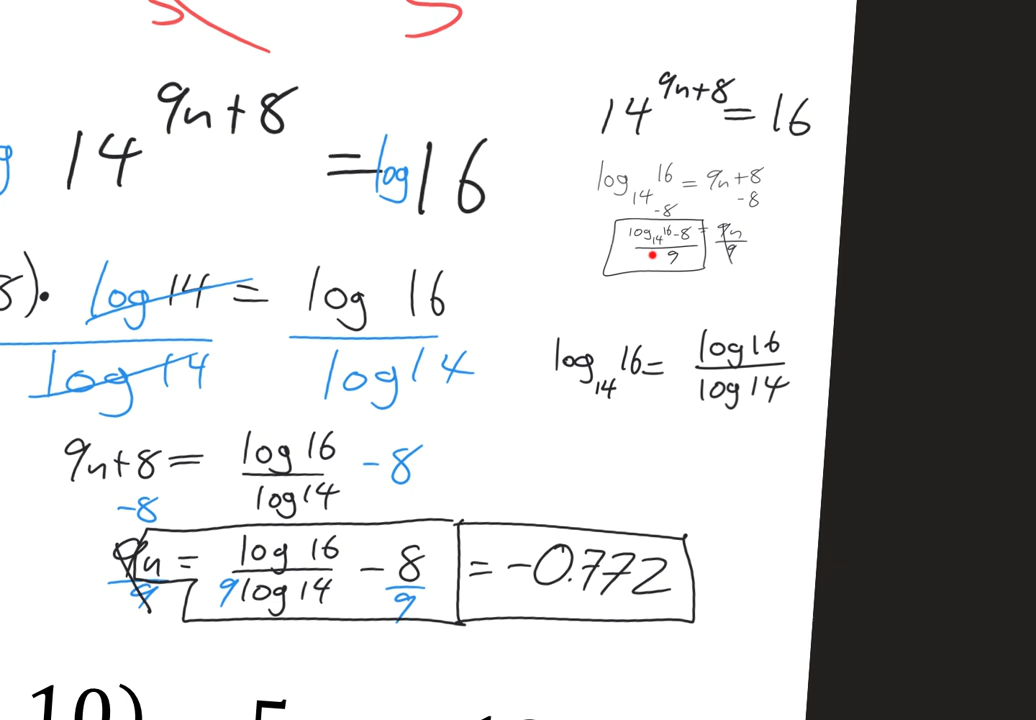 14^(9n+8) = log 16
log 14 = log 16
log 14 log 14
9n+8 = log 16 - 8
-8 log 14
9n = log 16 - 8 = -0.772
9 9 log 14 9
10)
14^(9n+8) = 16
log₁₄ 16 = 9n+8
-8 -8
log₁₄ 16 - 8 = 9n
9 9
log₁₄ 16 = log 16
log 14